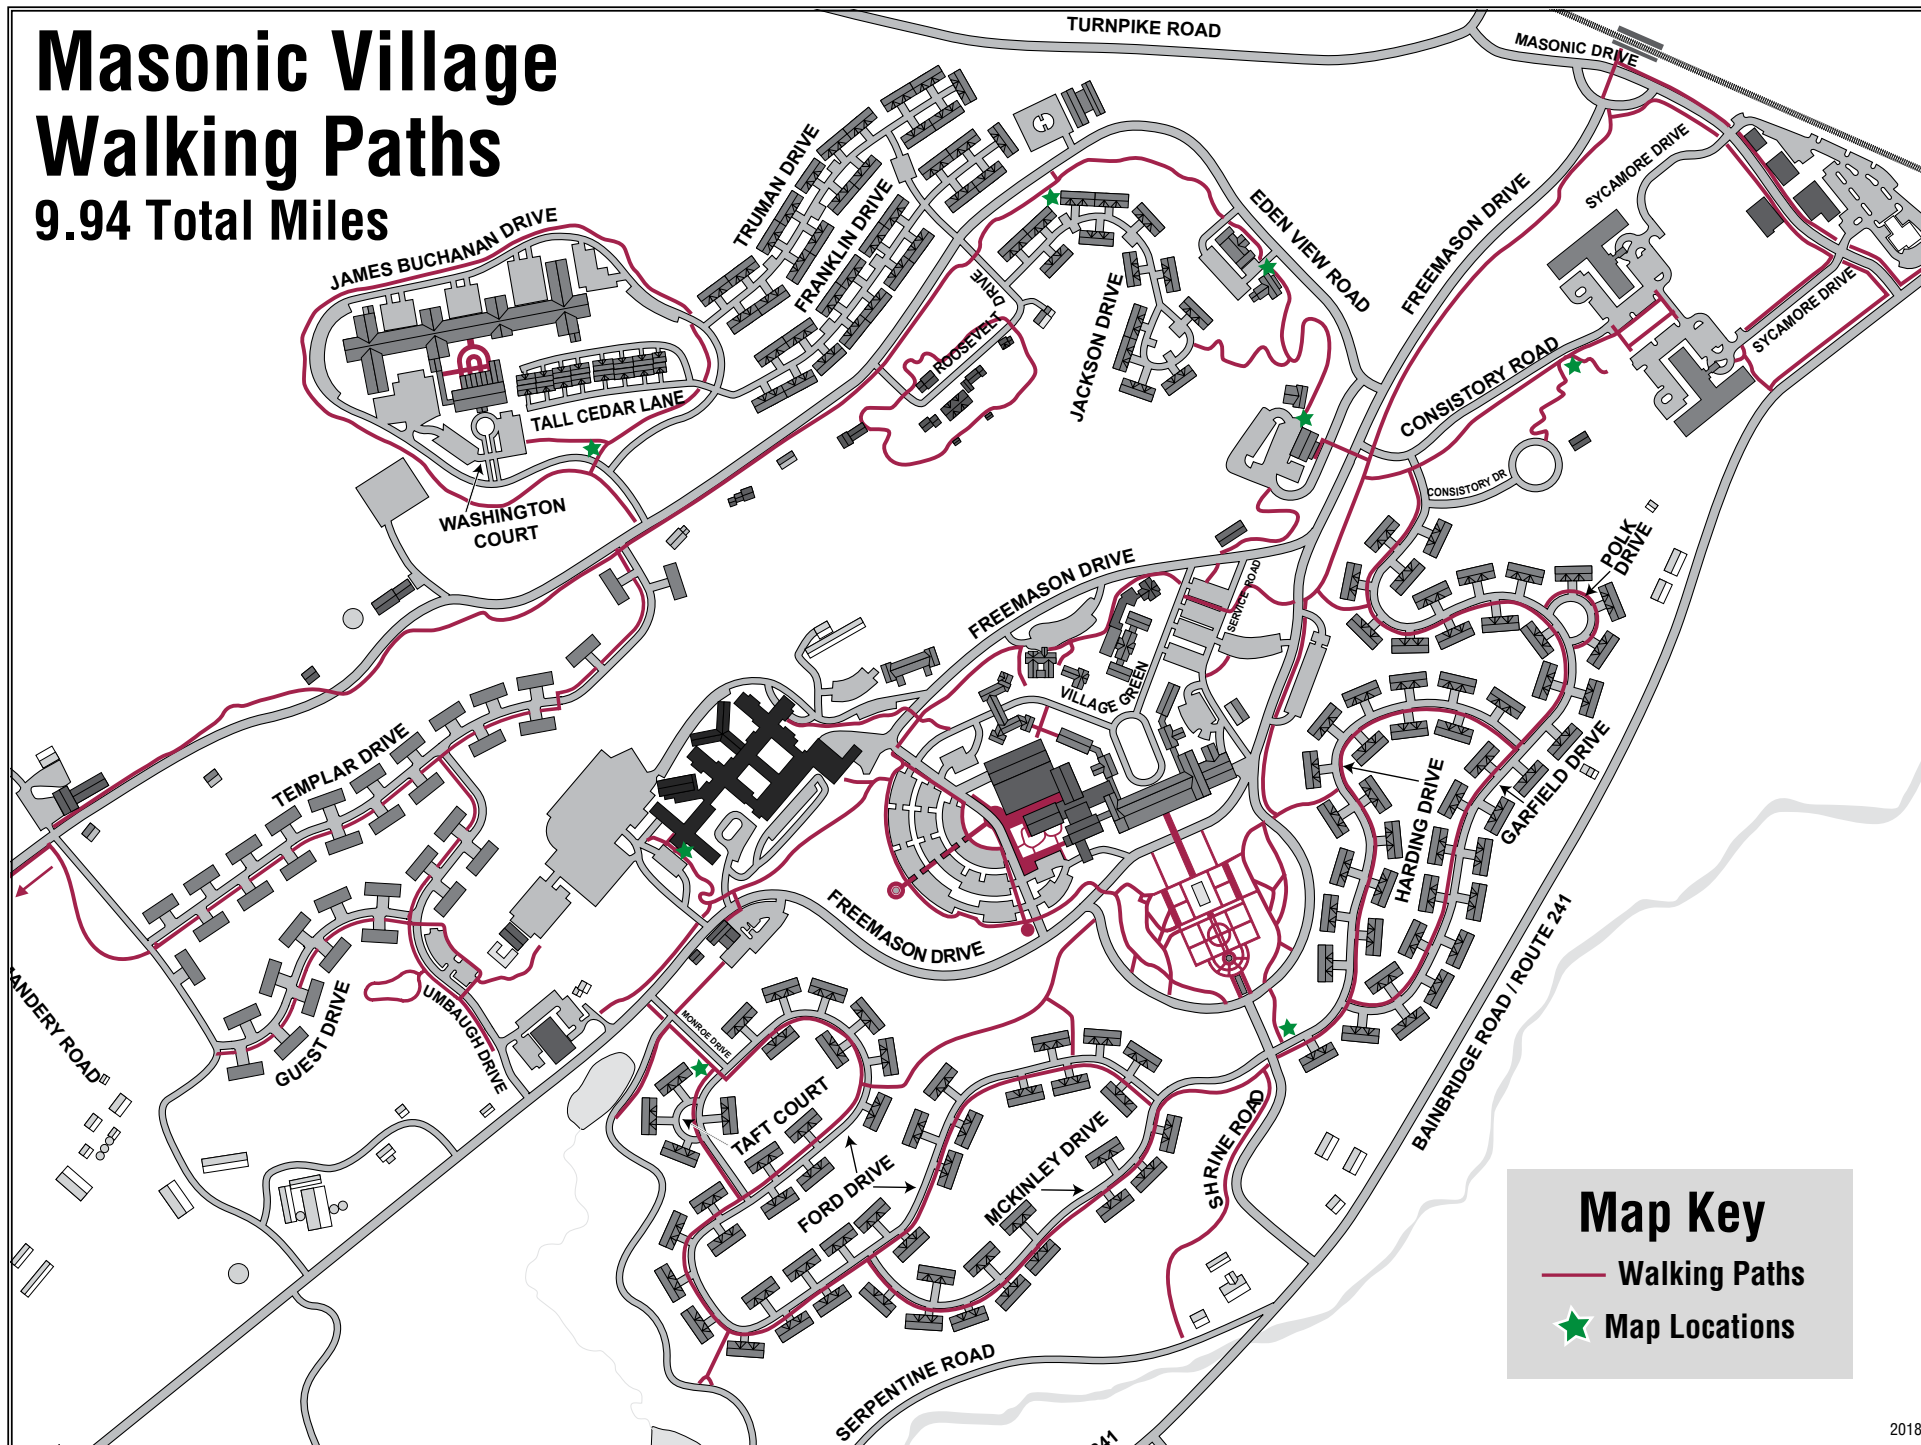 Masonic Village
Walking Paths
9.94 Total Miles
TURNPIKE ROAD
MASONIC DRIVE
SYCAMORE DRIVE
TRUMAN DRIVE
FRANKLIN DRIVE
JAMES BUCHANAN DRIVE
EDEN VIEW ROAD
FREEMASON DRIVE
SYCAMORE DRIVE
ROOSEVELT
DRIVE
JACKSON DRIVE
CONSISTORY ROAD
TALL CEDAR LANE
CONSISTORY DR
WASHINGTON
COURT
POLK
DRIVE
FREEMASON DRIVE
SERVICE ROAD
VILLAGE GREEN
TEMPLAR DRIVE
HARDING DRIVE
GARFIELD DRIVE
FREEMASON DRIVE
BAINBRIDGE ROAD / ROUTE 241
ANDERY ROAD
GUEST DRIVE
UMBAUGH DRIVE
MONROE DRIVE
TAFT COURT
FORD DRIVE
MCKINLEY DRIVE
SHRINE ROAD
SERPENTINE ROAD
241
Map Key
Walking Paths
Map Locations
2018